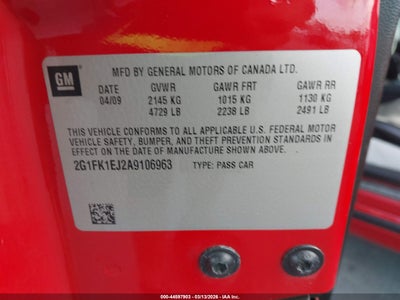 GM
MFD BY GENERAL MOTORS OF CANADA LTD.
DATE GVWR GAWR FRT GAWR RR
04/09 2145 KG 1015 KG 1130 KG
4729 LB 2238 LB 2491 LB
THIS VEHICLE CONFORMS TO ALL APPLICABLE U.S. FEDERAL MOTOR
VEHICLE SAFETY, BUMPER, AND THEFT PREVENTION STANDARDS IN
EFFECT ON THE DATE OF MANUFACTURE SHOWN ABOVE.
2G1FK1EJ2A9106963 TYPE: PASS CAR
000-44597903 - 03/13/2026 - IAA, Inc.